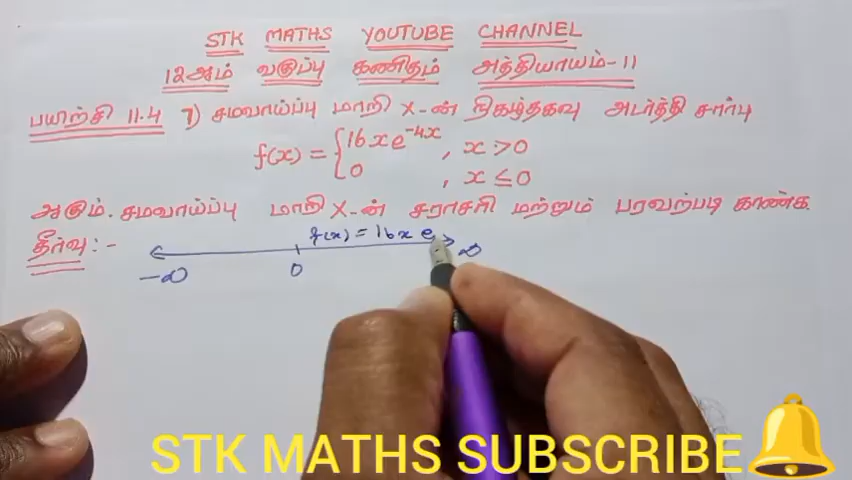 STK MATHS YOUTUBE CHANNEL
12ஆம் வகுப்பு கணிதம் அத்தியாயம்-11
பயிற்சி 11.4 7) சமவாய்ப்பு மாறி X-ன் நிகழ்தகவு அடர்த்தி சார்பு
f(x) = { 16xe^{-4x} , x > 0
0 , x ≤ 0
ஆகும். சமவாய்ப்பு மாறி X-ன் சராசரி மற்றும் பரவற்படி காண்க.
தீர்வு:-
f(x) = 16x e
-∞ 0 ∞
STK MATHS SUBSCRIBE